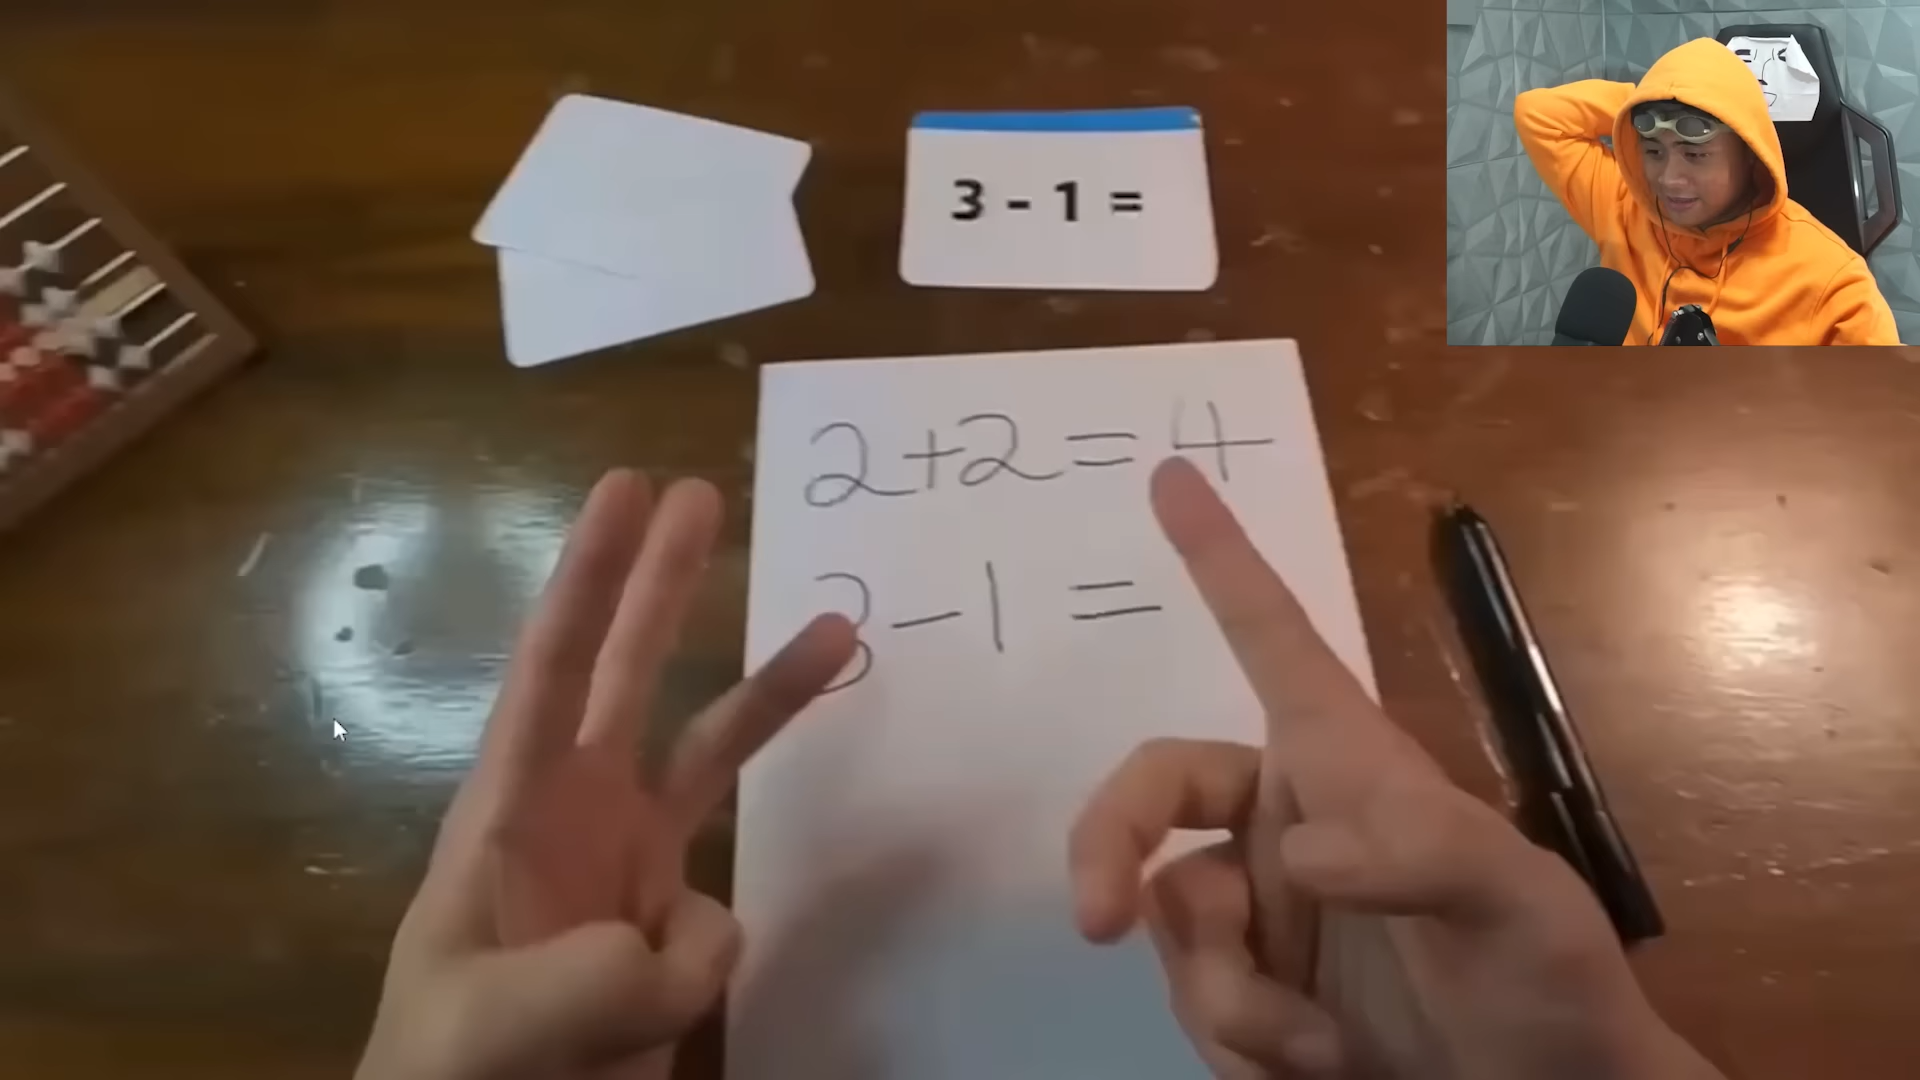 3 - 1 =
2+2=4
3-1=